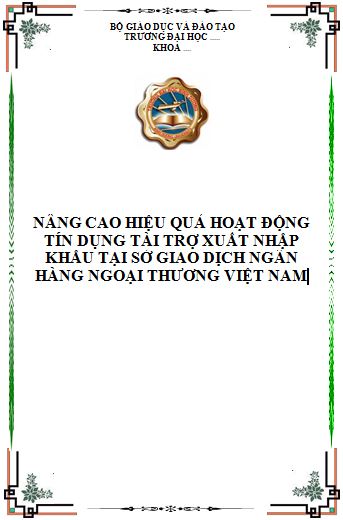 BỘ GIÁO DỤC VÀ ĐÀO TẠO
TRƯỜNG ĐẠI HỌC .....
KHOA ....
NÂNG CAO HIỆU QUẢ HOẠT ĐỘNG
TÍN DỤNG TÀI TRỢ XUẤT NHẬP
KHẨU TẠI SỞ GIAO DỊCH NGÂN
HÀNG NGOẠI THƯƠNG VIỆT NAM